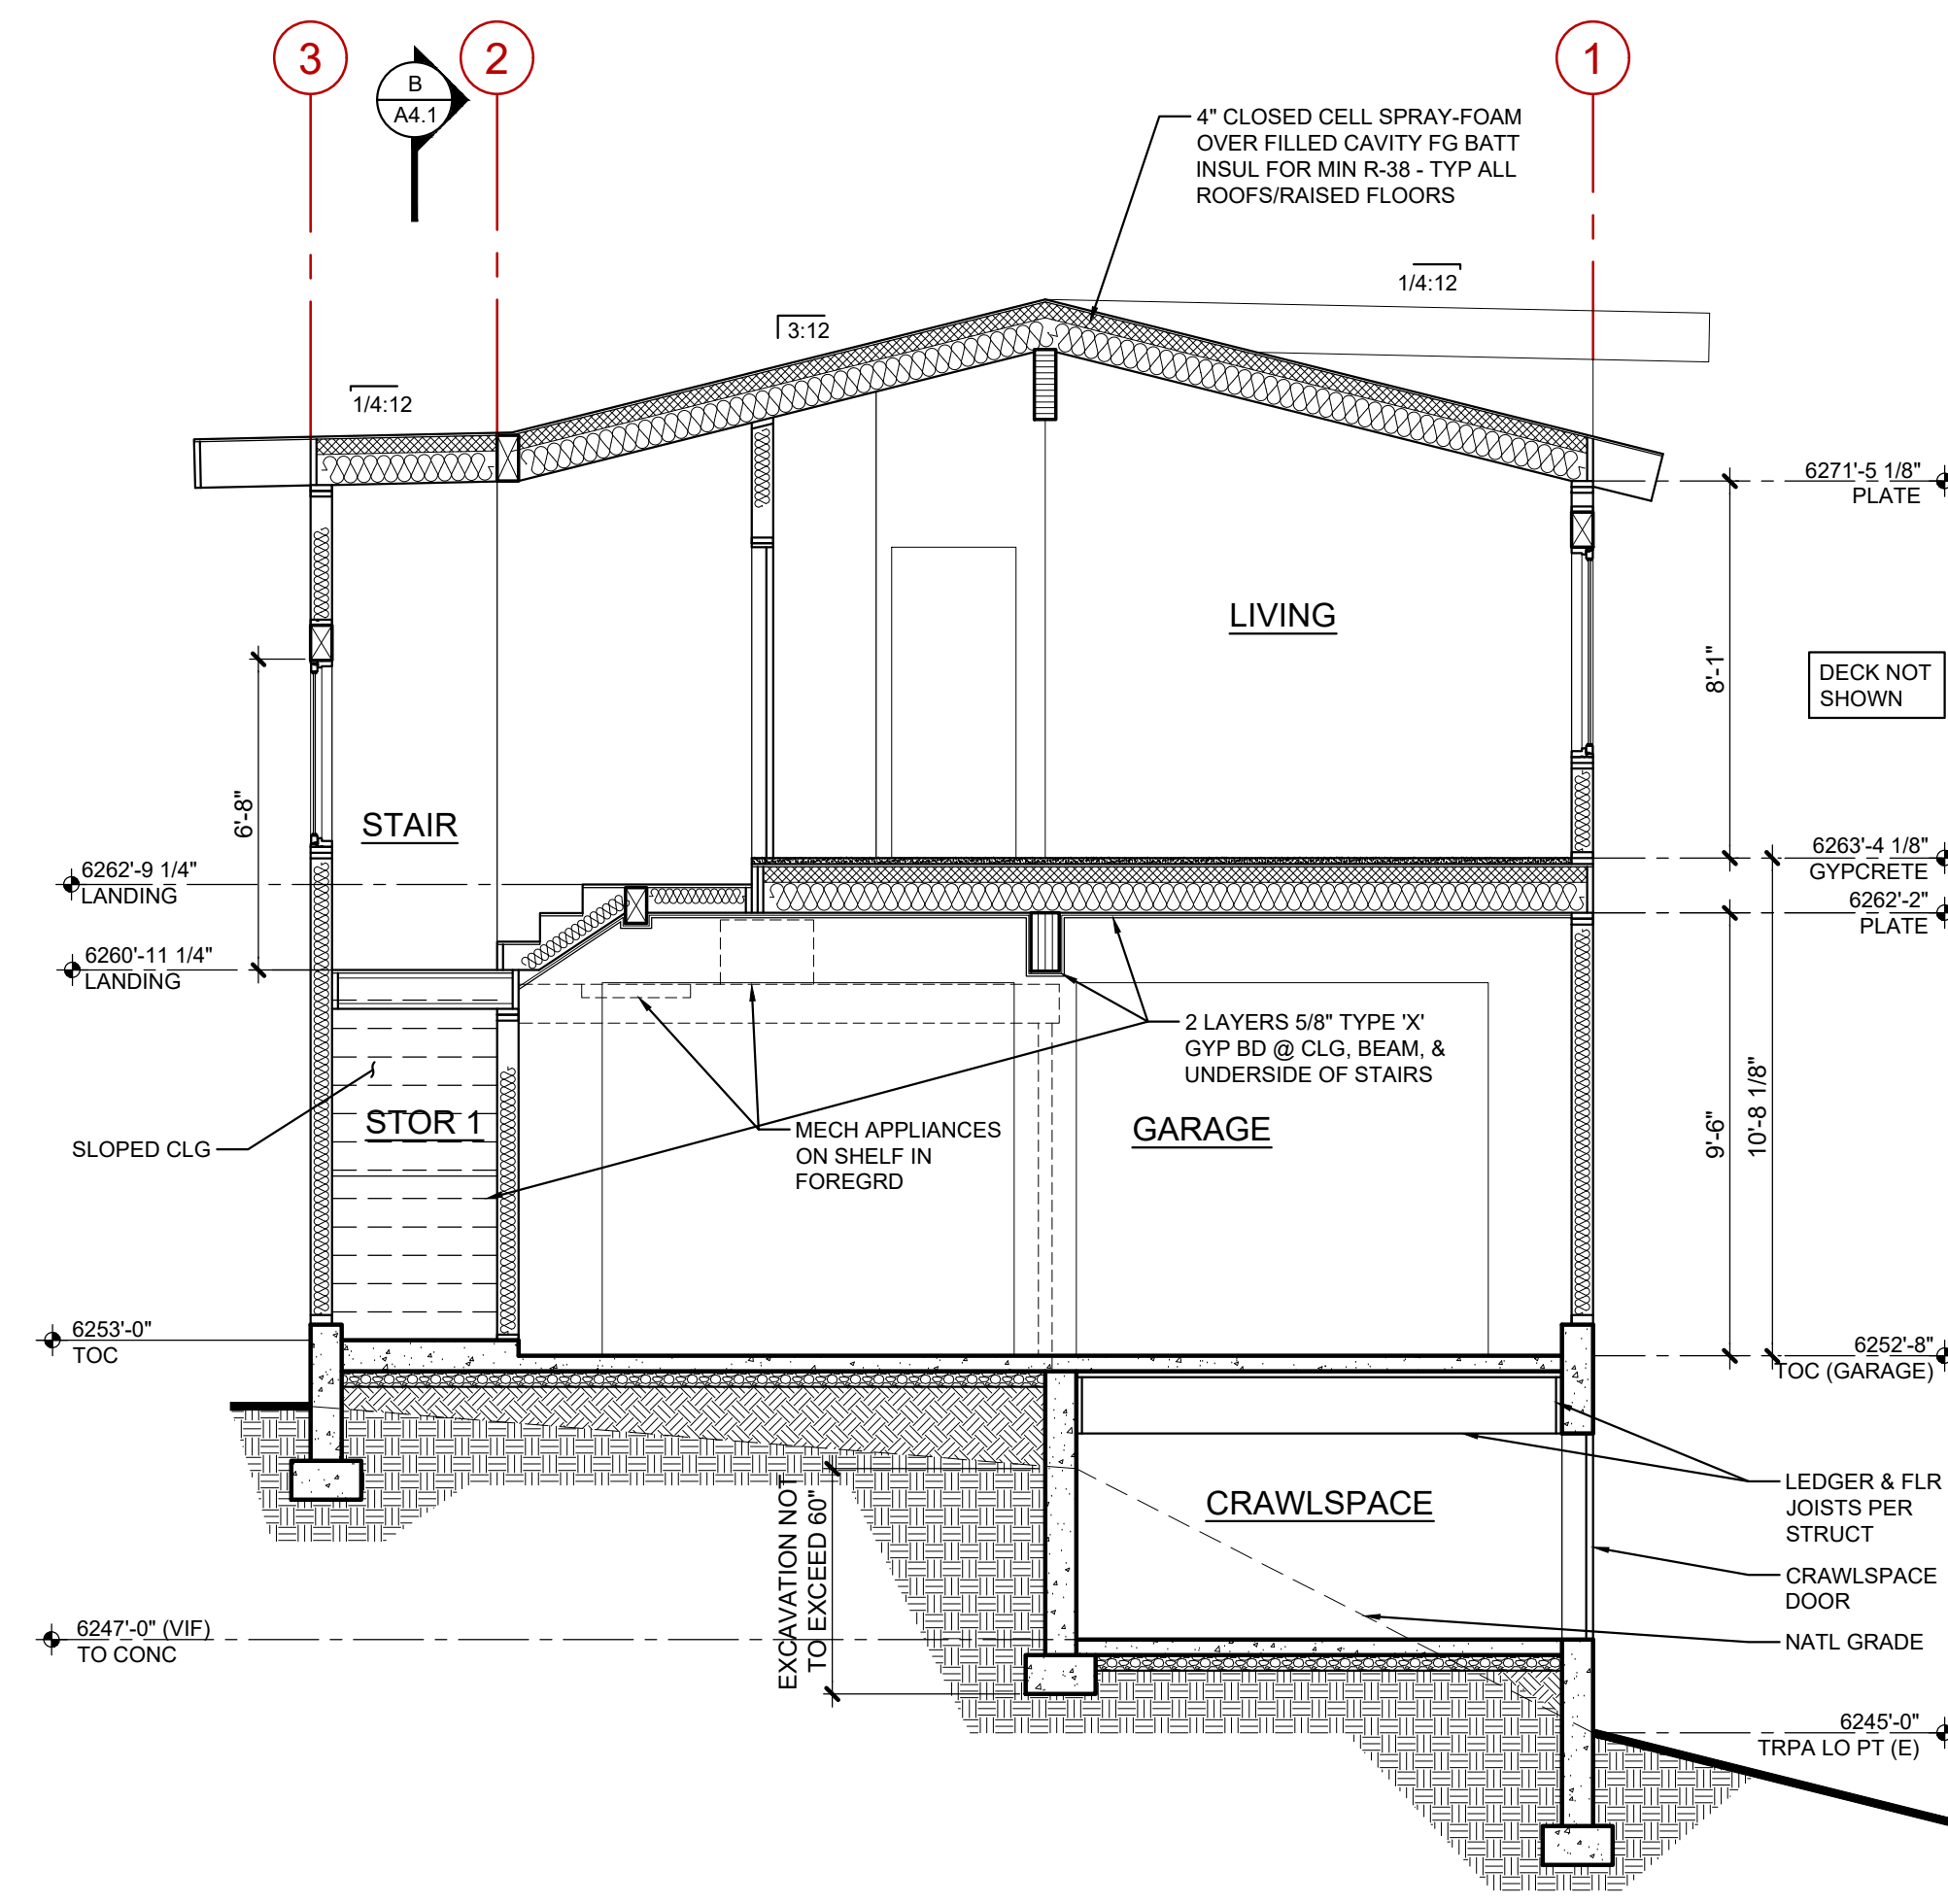 3
2
1
B
A4.1
4" CLOSED CELL SPRAY-FOAM
OVER FILLED CAVITY FG BATT
INSUL FOR MIN R-38 - TYP ALL
ROOFS/RAISED FLOORS
1/4:12
3:12
1/4:12
6271'-5 1/8"
PLATE
LIVING
8'-1"
DECK NOT
SHOWN
6'-8"
STAIR
6262'-9 1/4"
LANDING
6263'-4 1/8"
GYPCRETE
6262'-2"
PLATE
6260'-11 1/4"
LANDING
2 LAYERS 5/8" TYPE 'X'
GYP BD @ CLG, BEAM, &
UNDERSIDE OF STAIRS
STOR 1
MECH APPLIANCES
ON SHELF IN
FOREGRD
GARAGE
9'-6"
10'-8 1/8"
SLOPED CLG
6253'-0"
TOC
6252'-8"
TOC (GARAGE)
EXCAVATION NOT
TO EXCEED 60"
CRAWLSPACE
LEDGER & FLR
JOISTS PER
STRUCT
CRAWLSPACE
DOOR
NATL GRADE
6247'-0" (VIF)
TO CONC
6245'-0"
TRPA LO PT (E)